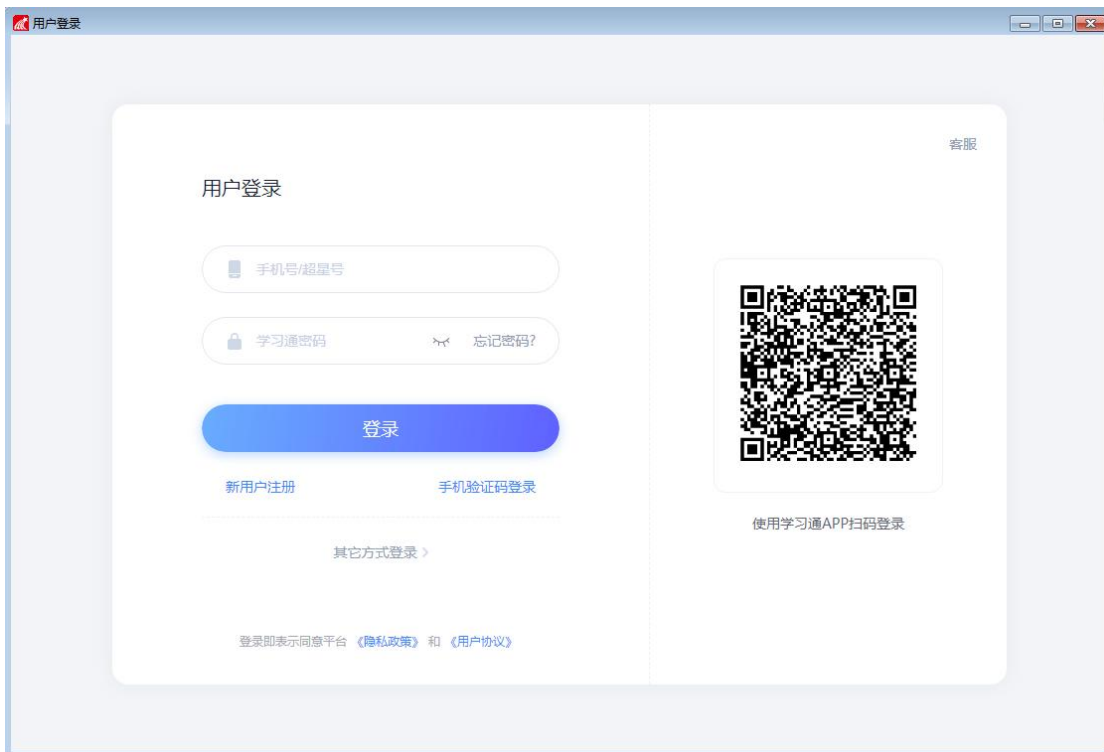 用户登录
客服
用户登录
手机号/超星号
学习通密码 忘记密码?
登录
新用户注册 手机验证码登录
使用学习通APP扫码登录
其它方式登录 >
登录即表示同意平台 《隐私政策》 和 《用户协议》